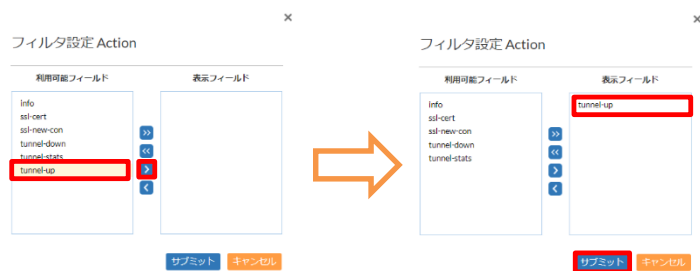 ×
フィルタ設定 Action
利用可能フィールド 表示フィールド
info
ssl-cert
ssl-new-con
tunnel-down
tunnel-stats
tunnel-up
>>
<<
>
<
サブミット キャンセル
×
フィルタ設定 Action
利用可能フィールド 表示フィールド
info
ssl-cert
ssl-new-con
tunnel-down
tunnel-stats
>>
<<
>
<
tunnel-up
サブミット キャンセル